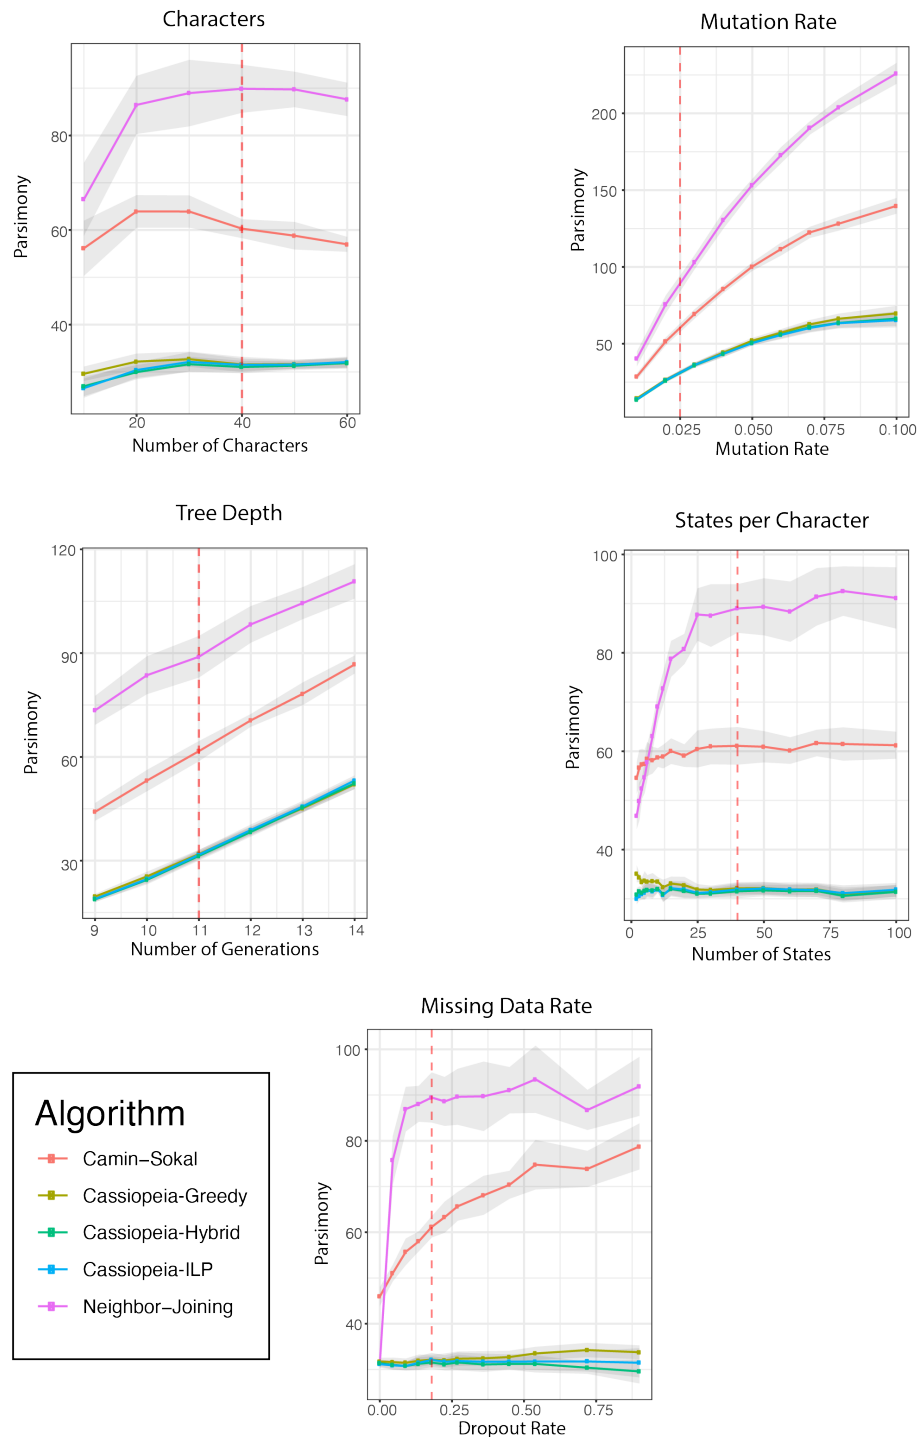 Characters
Parsimony
80
60
40
20
40
60
Number of Characters
Mutation Rate
Parsimony
200
150
100
50
0.025
0.050
0.075
0.100
Mutation Rate
Tree Depth
Parsimony
120
90
60
30
9
10
11
12
13
14
Number of Generations
States per Character
Parsimony
100
80
60
40
0
25
50
75
100
Number of States
Missing Data Rate
Parsimony
100
80
60
40
0.00
0.25
0.50
0.75
Dropout Rate
Algorithm
Camin−Sokal
Cassiopeia-Greedy
Cassiopeia-Hybrid
Cassiopeia-ILP
Neighbor−Joining